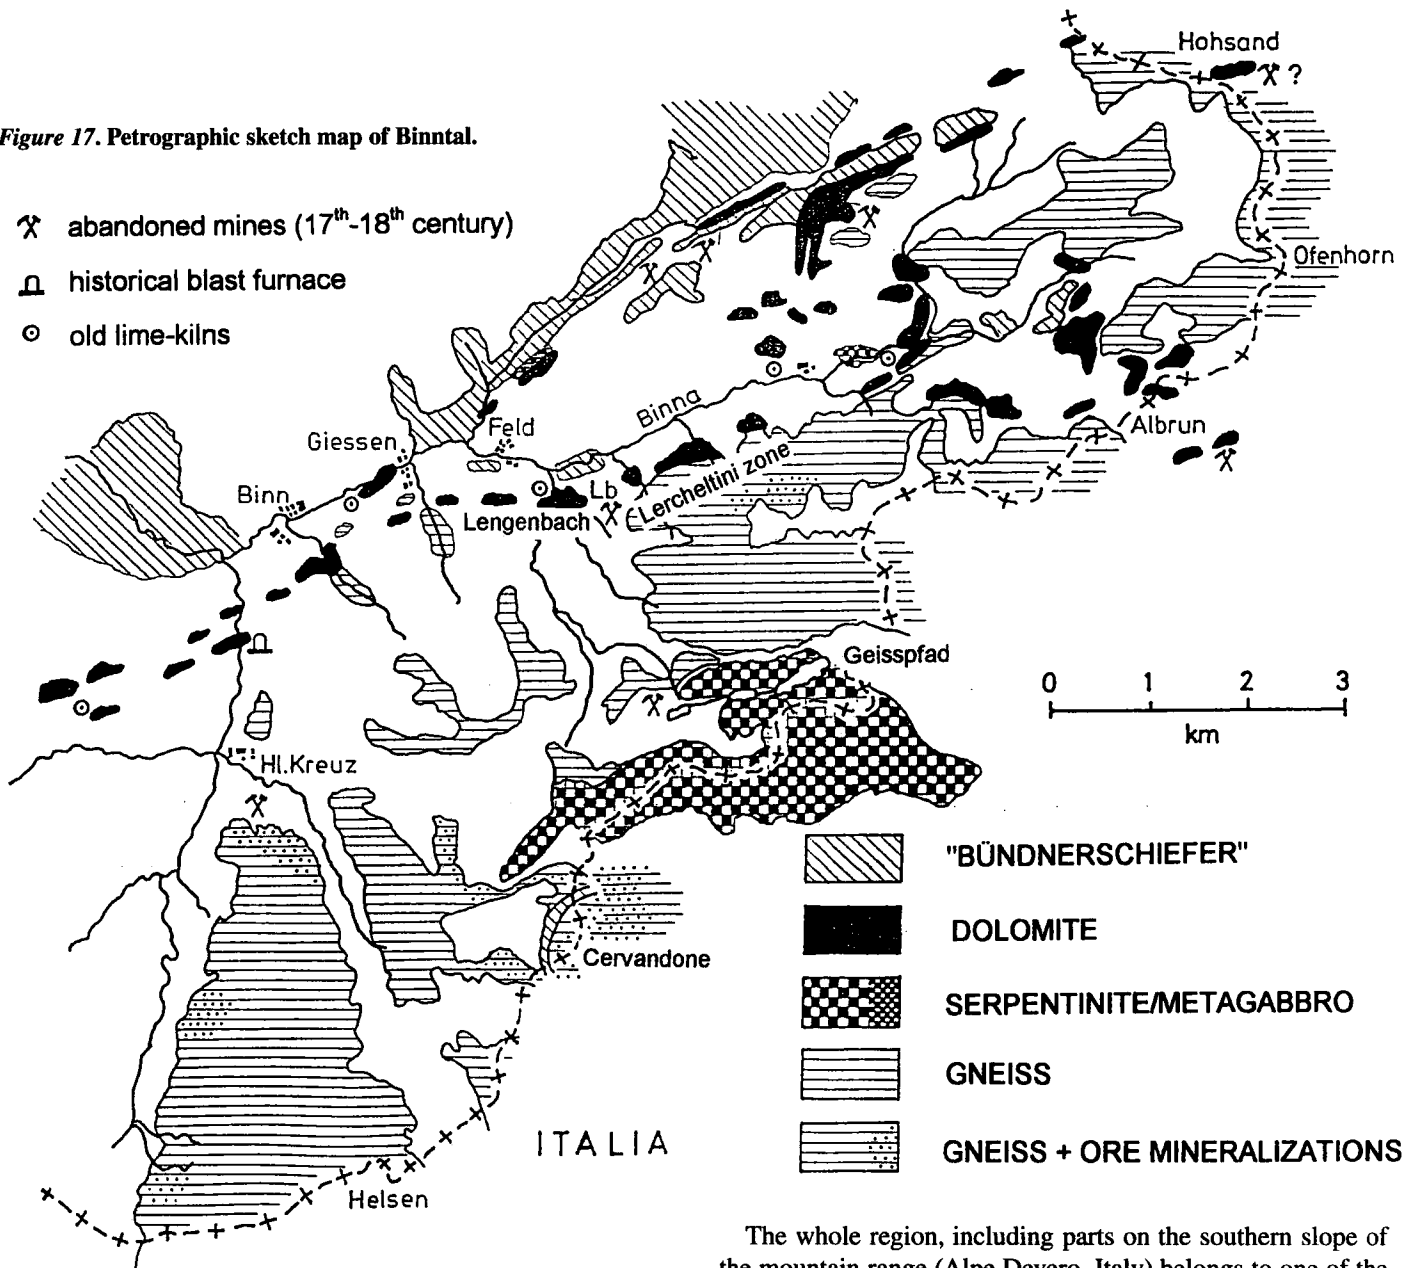 Figure 17. Petrographic sketch map of Binntal.
abandoned mines (17th-18th century)
historical blast furnace
old lime-kilns
Hohsand
?
Ofenhorn
Albrun
Binna
Feld
Giessen
Binn
Lb
Lercheltini zone
Lengenbach
Geisspfad
0 1 2 3
km
Hl.Kreuz
Cervandone
ITALIA
Helsen
"BÜNDNERSCHIEFER"
DOLOMITE
SERPENTINITE/METAGABBRO
GNEISS
GNEISS + ORE MINERALIZATIONS
The whole region, including parts on the southern slope of
the mountain range (Alpe Devero, Italy) belongs to one of the